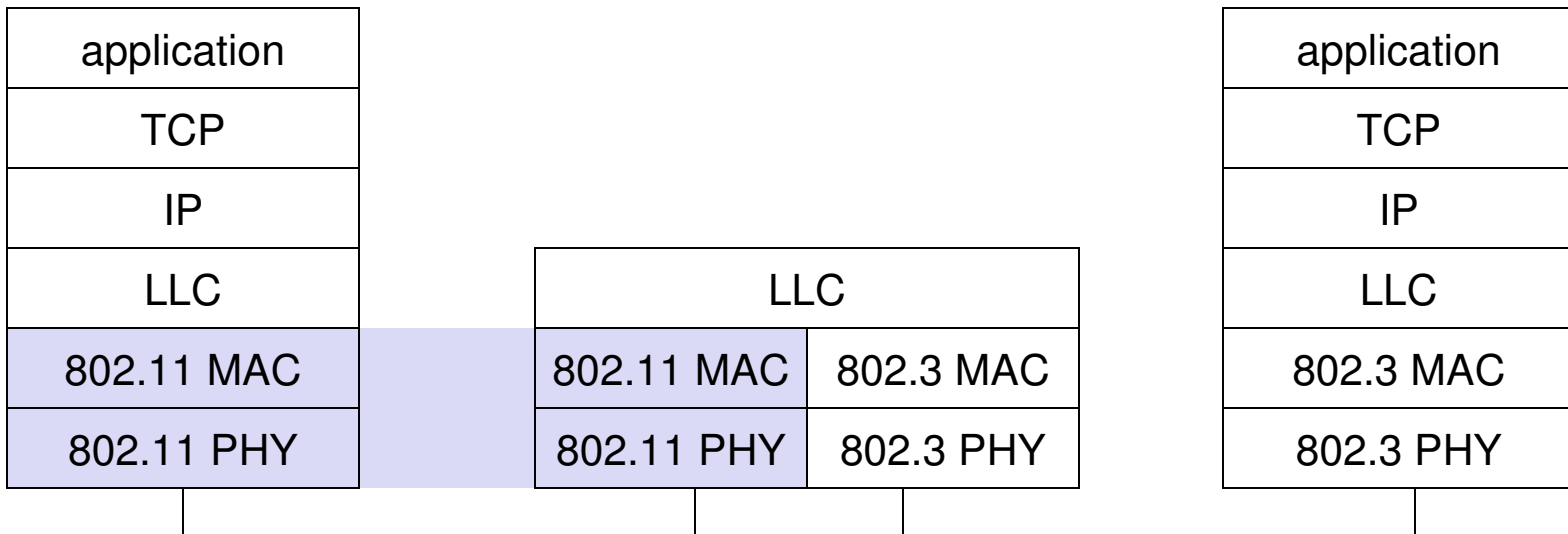 application
TCP
IP
LLC
802.11 MAC
802.11 PHY
LLC
802.11 MAC 802.3 MAC
802.11 PHY 802.3 PHY
application
TCP
IP
LLC
802.3 MAC
802.3 PHY